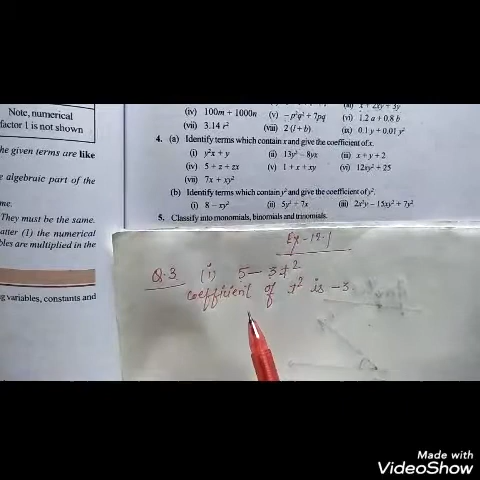 Note, numerical
factor 1 is not shown
he given terms are like
e algebraic part of the
me.
They must be the same.
atter (1) the numerical
bles are multiplied in the
g variables, constants and
(iv) 100m + 1000n (v) – p²q² + 7pq (vi) 1.2 a + 0.8 b
(vii) 3.14 r² (viii) 2 (l + b) (ix) 0.1 y + 0.01 y²
4. (a) Identify terms which contain x and give the coefficient of x.
(i) y²x + y (ii) 13y² – 8yx (iii) x + y + 2
(iv) 5 + z + zx (v) 1 + x + xy (vi) 12xy² + 25
(vii) 7x + xy²
(b) Identify terms which contain y² and give the coefficient of y².
(i) 8 – xy² (ii) 5y² + 7x (iii) 2x²y – 15xy² + 7y²
5. Classify into monomials, binomials and trinomials.
Ex-12.1
Q.3 (i) 5 – 3t²
coefficient of t² is -3
Made with
VideoShow